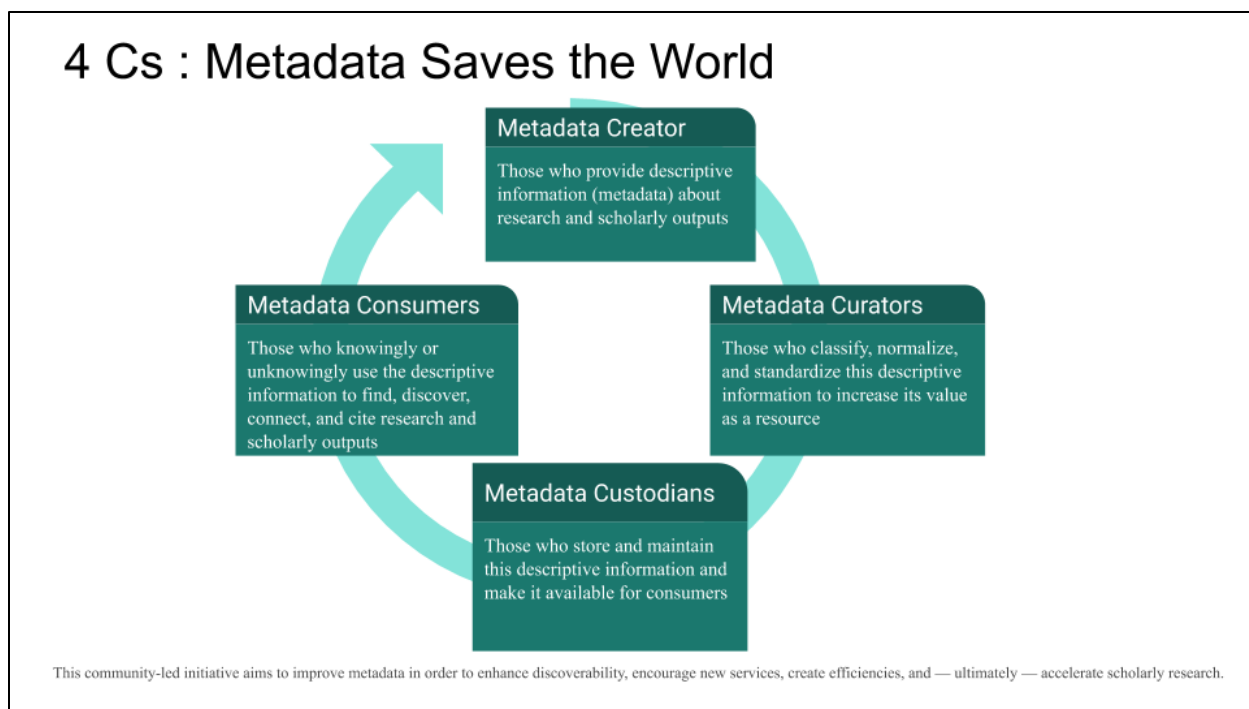 4 Cs : Metadata Saves the World
Metadata Creator
Those who provide descriptive
information (metadata) about
research and scholarly outputs
Metadata Consumers
Those who knowingly or
unknowingly use the descriptive
information to find, discover,
connect, and cite research and
scholarly outputs
Metadata Curators
Those who classify, normalize,
and standardize this descriptive
information to increase its value
as a resource
Metadata Custodians
Those who store and maintain
this descriptive information and
make it available for consumers
This community-led initiative aims to improve metadata in order to enhance discoverability, encourage new services, create efficiencies, and — ultimately — accelerate scholarly research.